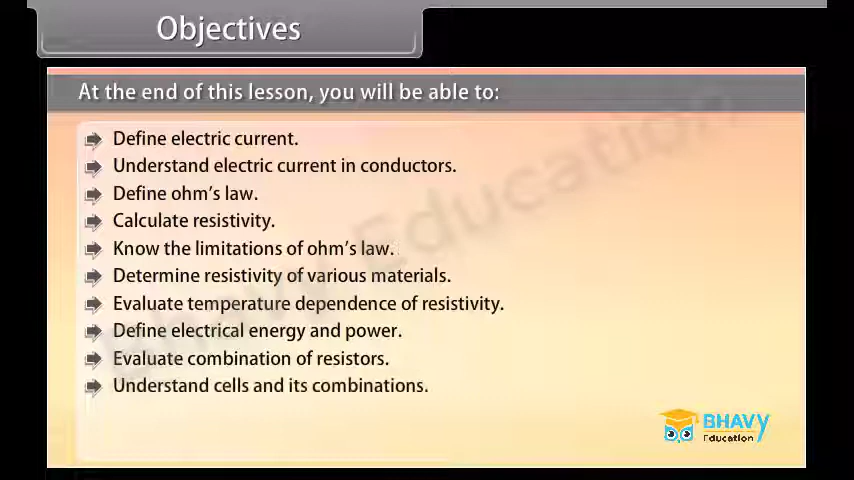 Objectives
At the end of this lesson, you will be able to:
Define electric current.
Understand electric current in conductors.
Define ohm's law.
Calculate resistivity.
Know the limitations of ohm's law.
Determine resistivity of various materials.
Evaluate temperature dependence of resistivity.
Define electrical energy and power.
Evaluate combination of resistors.
Understand cells and its combinations.
Bhavy Education
BHAVY
Education